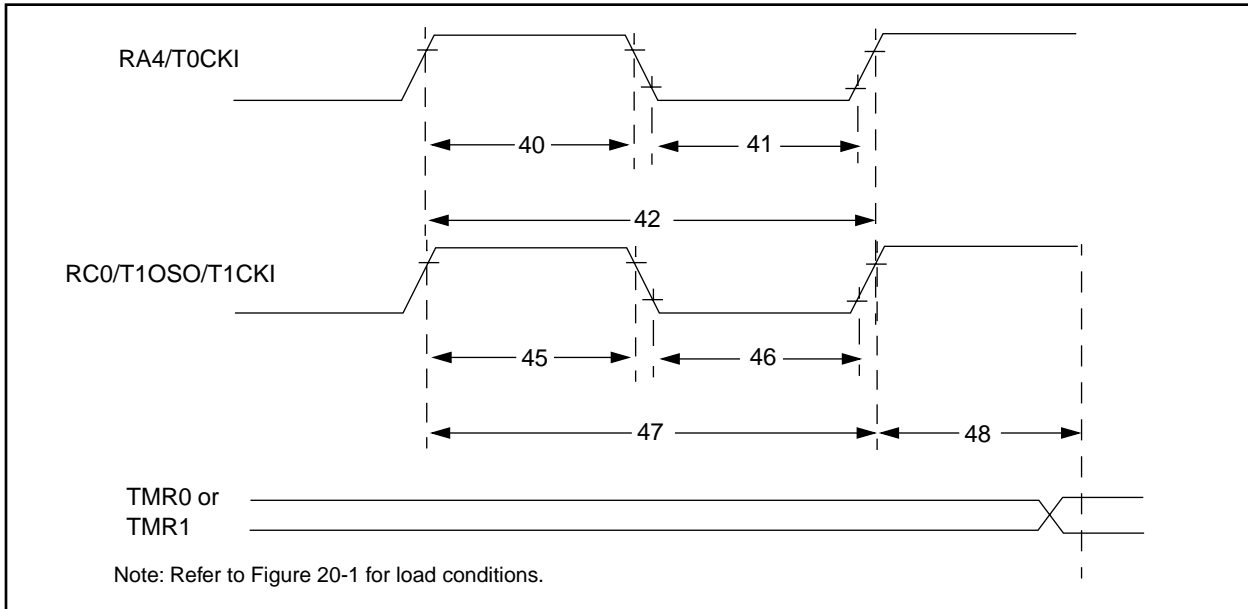 RA4/T0CKI
40
41
42
RC0/T1OSO/T1CKI
45
46
47
48
TMR0 or
TMR1
Note: Refer to Figure 20-1 for load conditions.